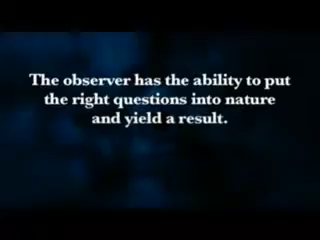 The observer has the ability to put
the right questions into nature
and yield a result.